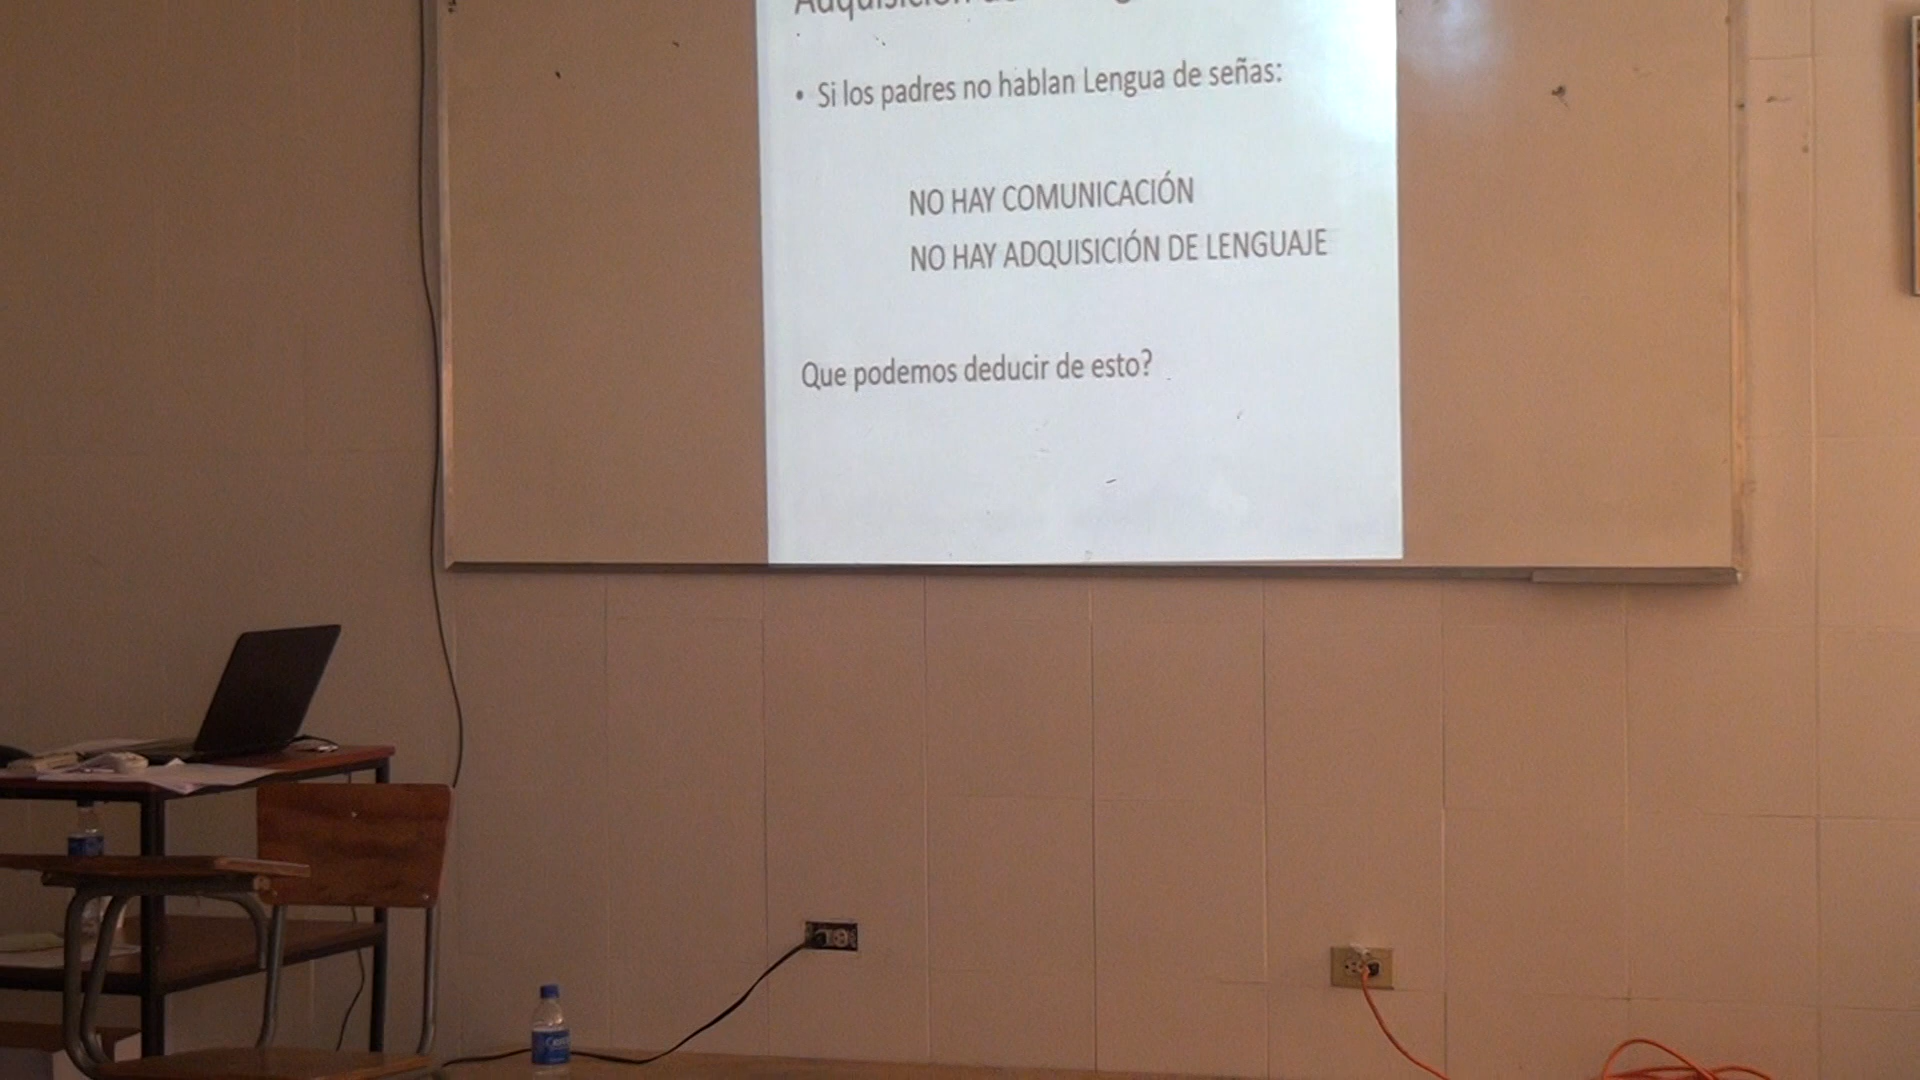 Adquisición
• Si los padres no hablan Lengua de señas:
NO HAY COMUNICACIÓN
NO HAY ADQUISICIÓN DE LENGUAJE
Que podemos deducir de esto?